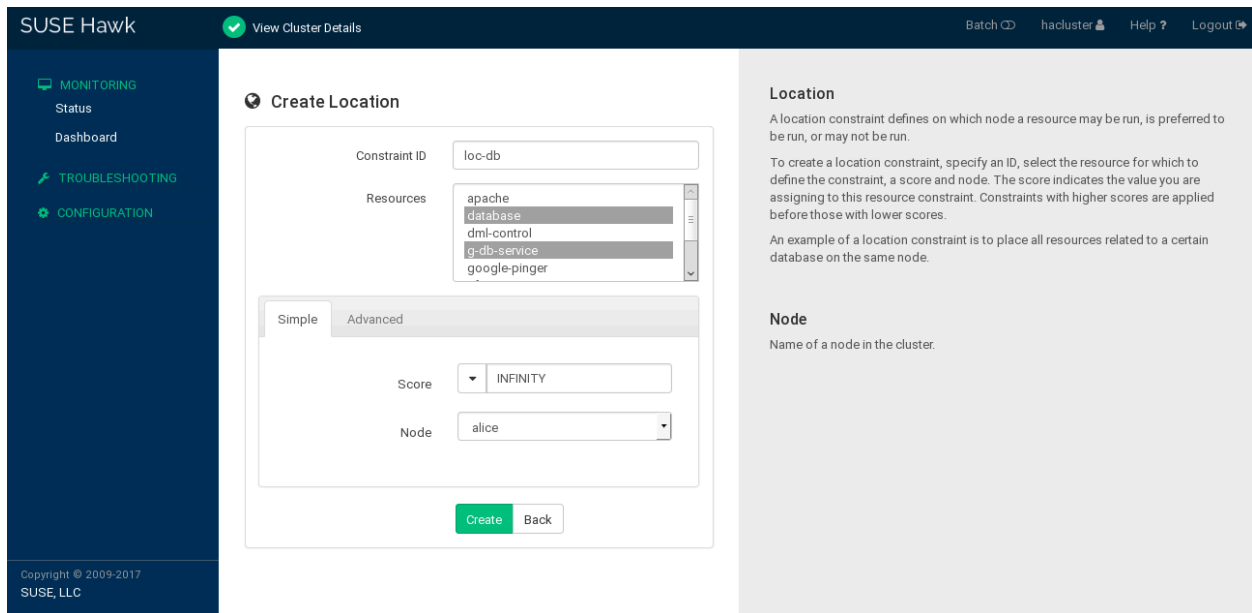 SUSE Hawk
View Cluster Details
Batch
hacluster
Help ?
Logout
MONITORING
Status
Dashboard
TROUBLESHOOTING
CONFIGURATION
Copyright © 2009-2017
SUSE, LLC
Create Location
Constraint ID
loc-db
Resources
apache
database
dml-control
g-db-service
google-pinger
Simple
Advanced
Score
INFINITY
Node
alice
Create
Back
Location
A location constraint defines on which node a resource may be run, is preferred to
be run, or may not be run.
To create a location constraint, specify an ID, select the resource for which to
define the constraint, a score and node. The score indicates the value you are
assigning to this resource constraint. Constraints with higher scores are applied
before those with lower scores.
An example of a location constraint is to place all resources related to a certain
database on the same node.
Node
Name of a node in the cluster.